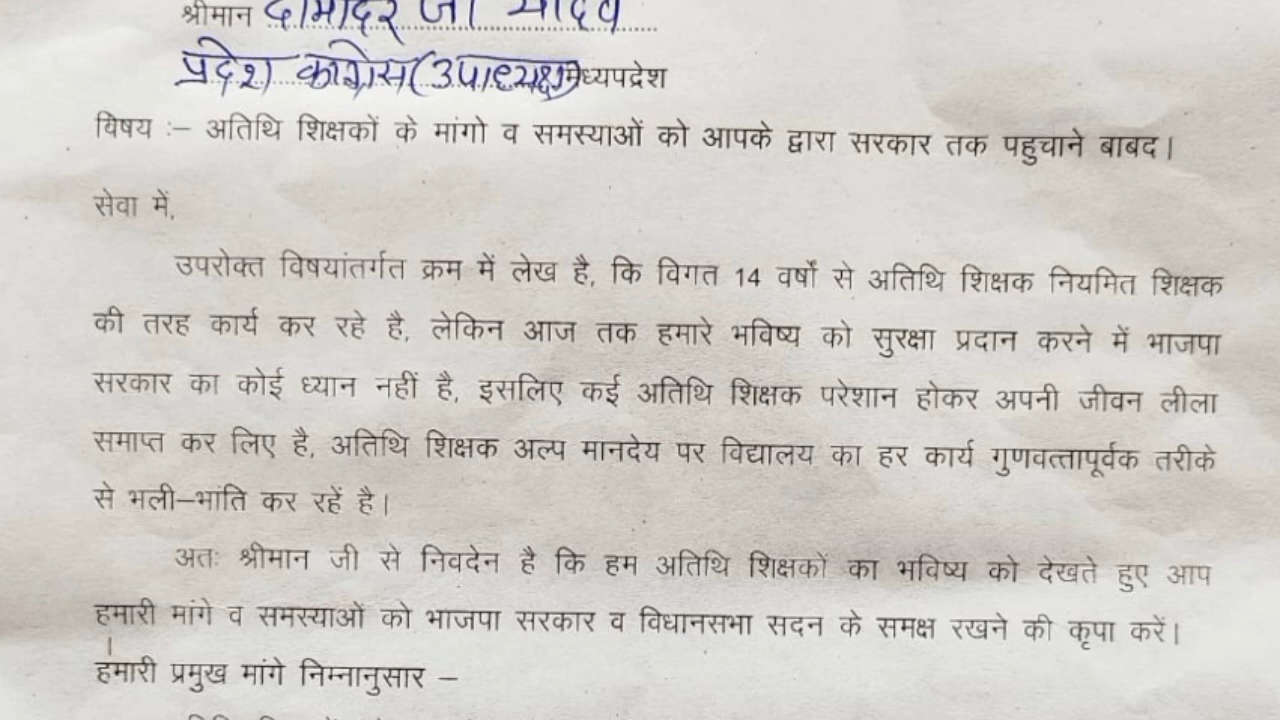 श्रीमान दामोदर जी यादव
प्रदेश कांग्रेस (उपाध्यक्ष) मध्यपद्रेश
विषय :– अतिथि शिक्षकों के मांगो व समस्याओं को आपके द्वारा सरकार तक पहुचाने बाबद।
सेवा में,
उपरोक्त विषयांतर्गत क्रम में लेख है, कि विगत 14 वर्षों से अतिथि शिक्षक नियमित शिक्षक
की तरह कार्य कर रहे है, लेकिन आज तक हमारे भविष्य को सुरक्षा प्रदान करने में भाजपा
सरकार का कोई ध्यान नहीं है, इसलिए कई अतिथि शिक्षक परेशान होकर अपनी जीवन लीला
समाप्त कर लिए है, अतिथि शिक्षक अल्प मानदेय पर विद्यालय का हर कार्य गुणवत्तापूर्वक तरीके
से भली–भांति कर रहें है।
अतः श्रीमान जी से निवदेन है कि हम अतिथि शिक्षकों का भविष्य को देखते हुए आप
हमारी मांगे व समस्याओं को भाजपा सरकार व विधानसभा सदन के समक्ष रखने की कृपा करें।
हमारी प्रमुख मांगे निम्नानुसार –